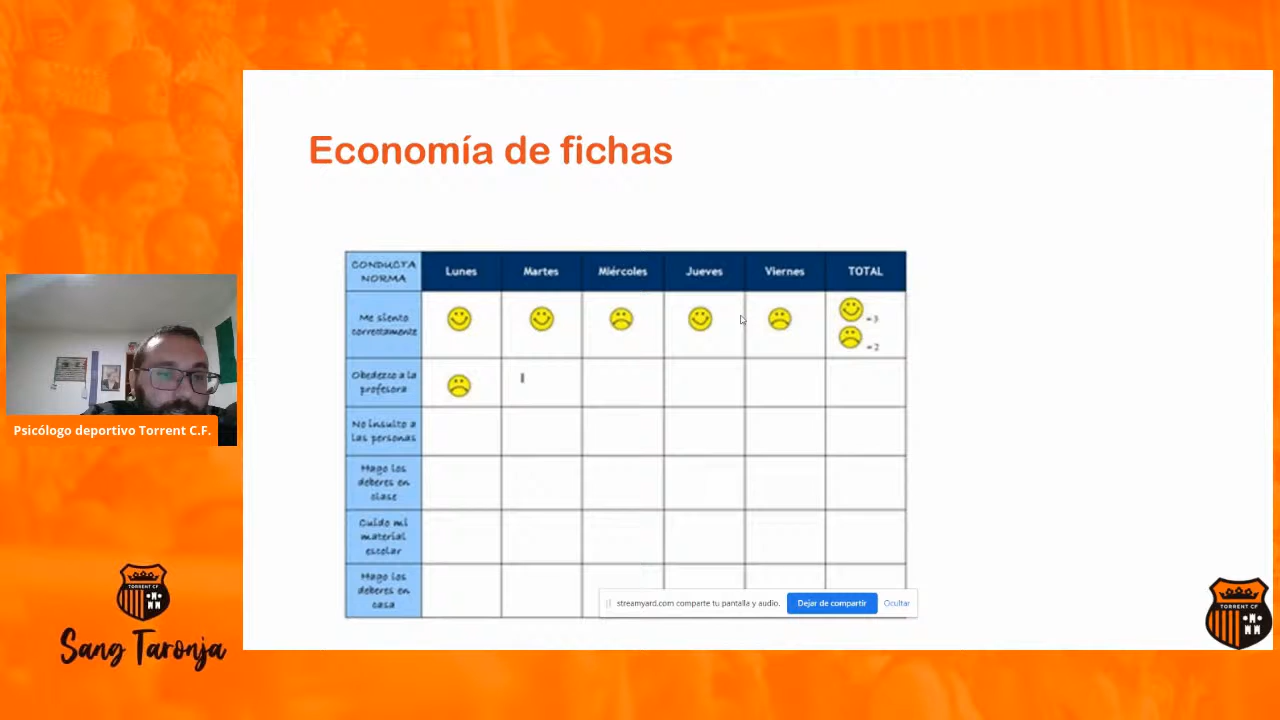 Economía de fichas
CONDUCTA
NORMA
Lunes
Martes
Miércoles
Jueves
Viernes
TOTAL
Me siento
correctamente
= 3
= 2
Obedezco a la
profesora
No insulto a
las personas
Hago los
deberes en
clase
Cuido mi
material
escolar
Hago los
deberes en
casa
streamyard.com comparte tu pantalla y audio.
Dejar de compartir
Ocultar
Psicólogo deportivo Torrent C.F.
TORRENT CF
Sang Taronja
TORRENT CF